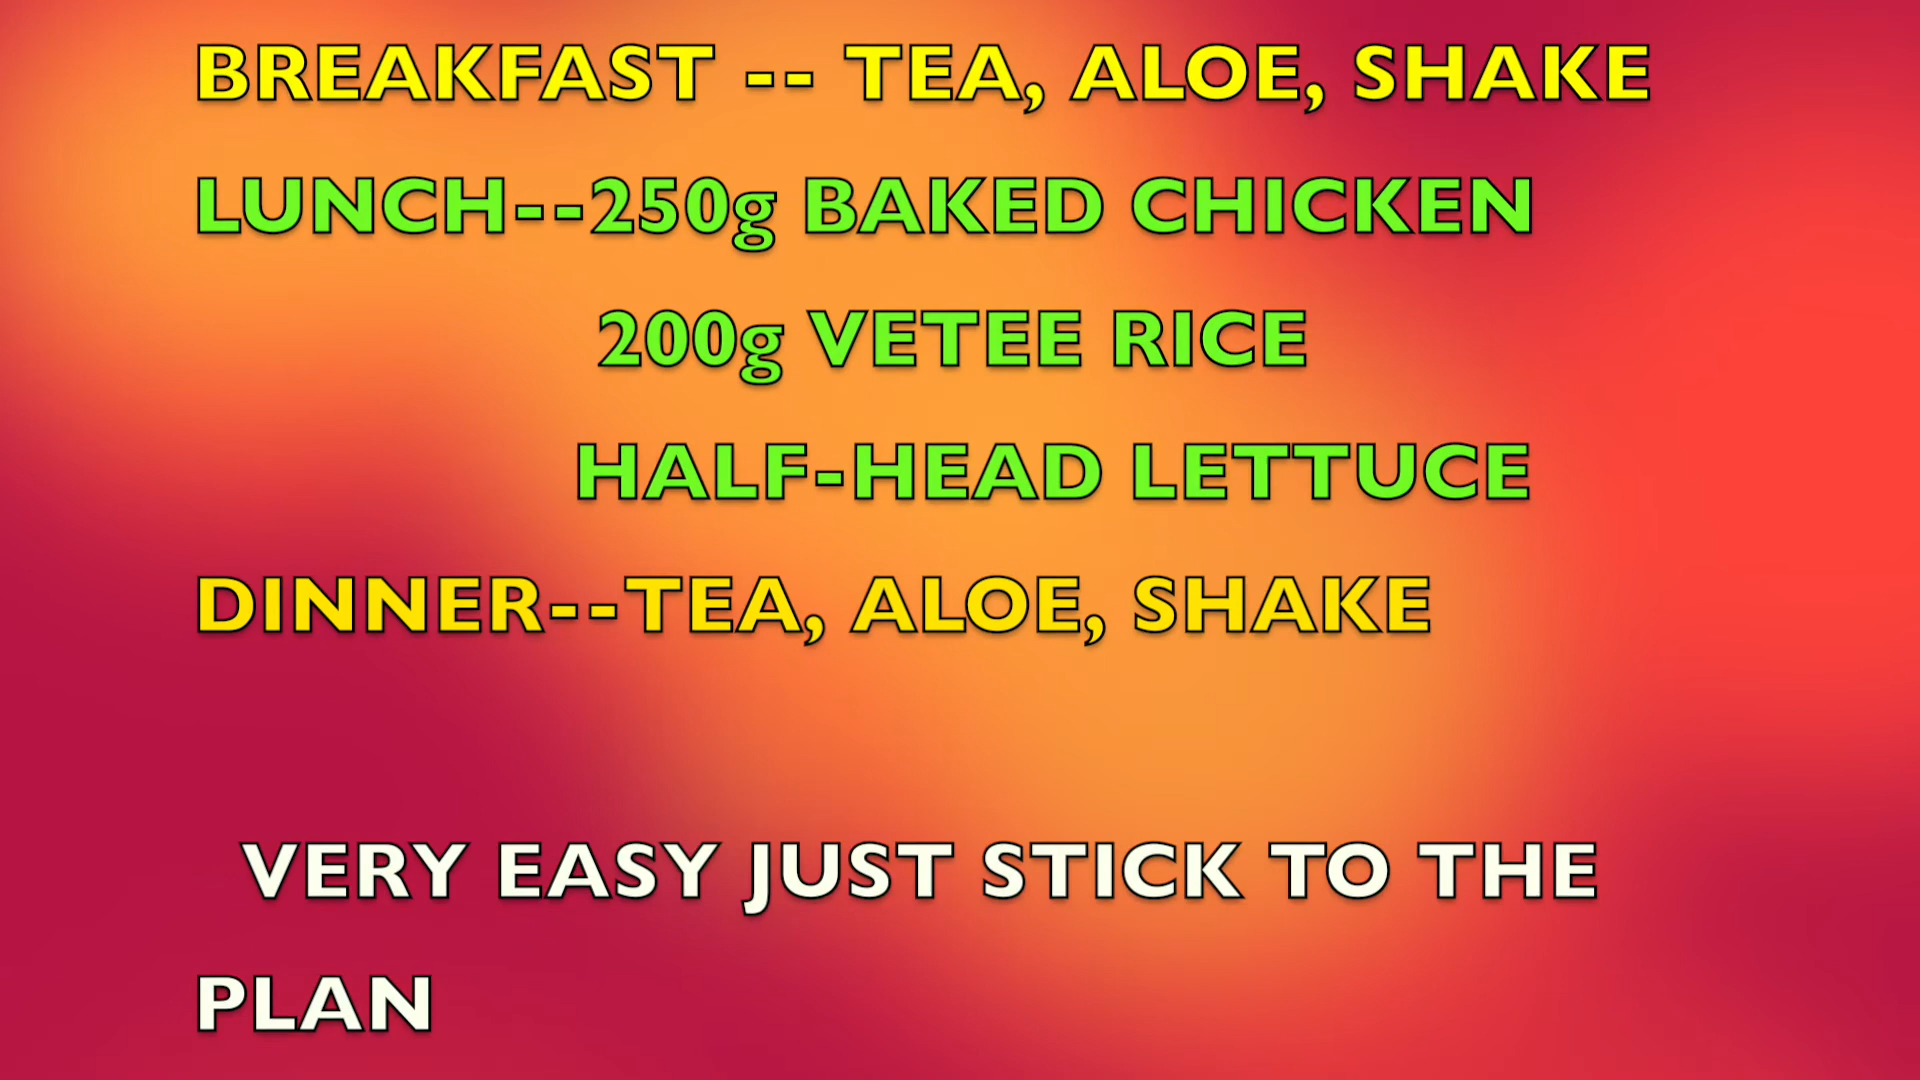 BREAKFAST -- TEA, ALOE, SHAKE
LUNCH--250g BAKED CHICKEN
200g VETEE RICE
HALF-HEAD LETTUCE
DINNER--TEA, ALOE, SHAKE
VERY EASY JUST STICK TO THE
PLAN